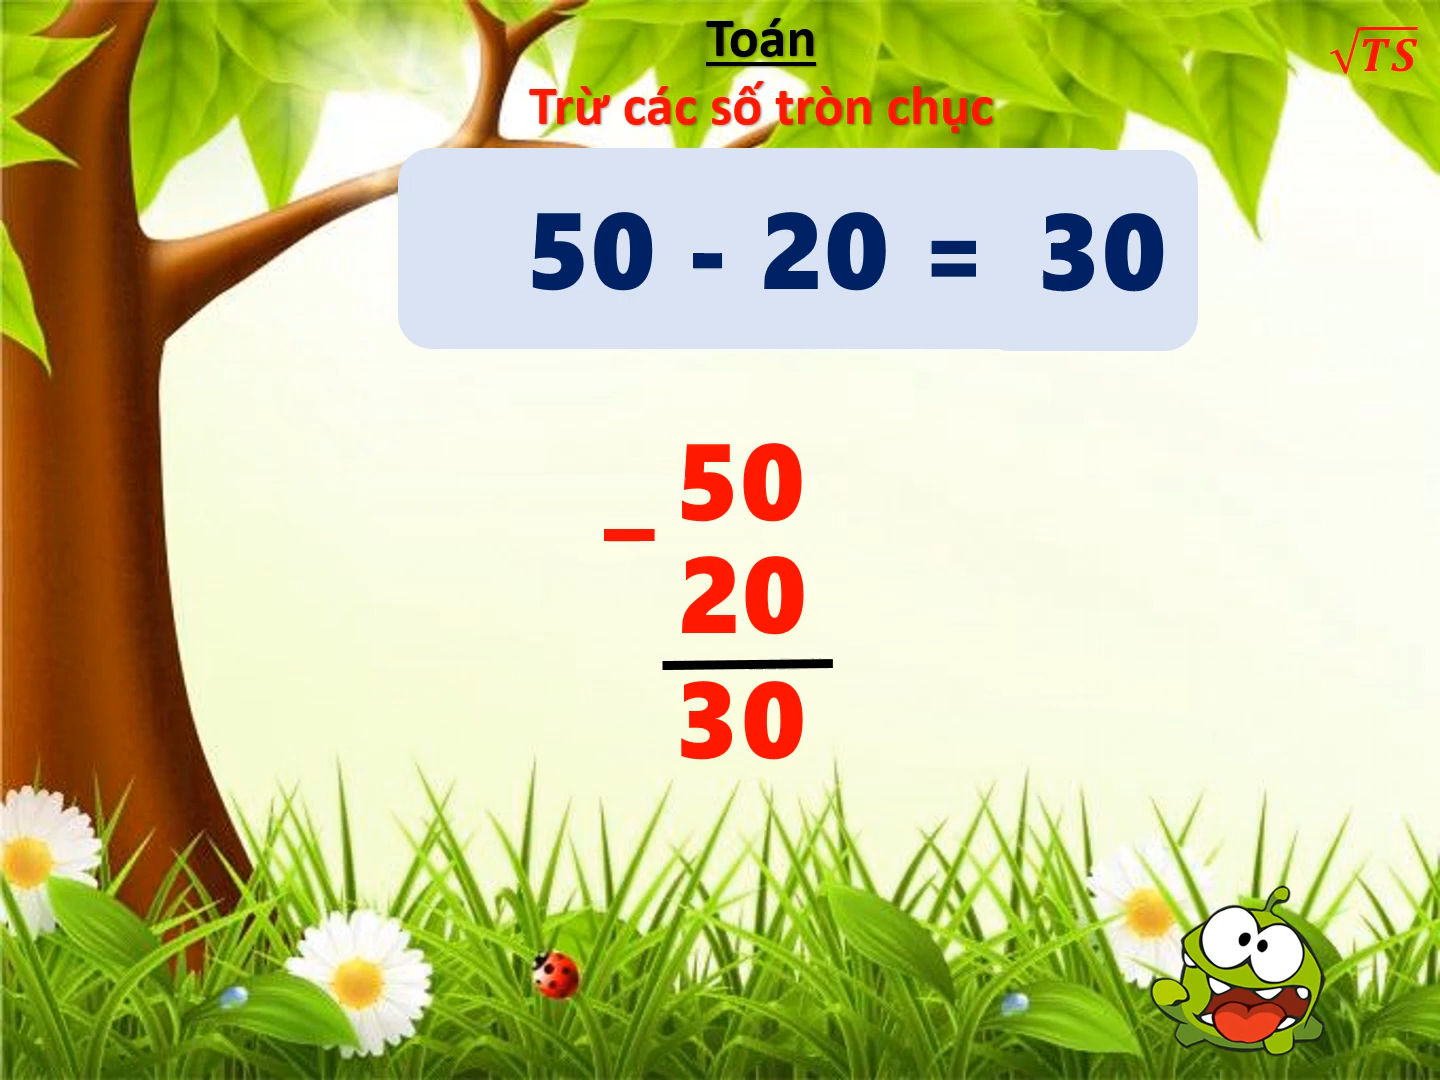 Toán
√TS
Trừ các số tròn chục
50 - 20 = 30
50
–
20
30